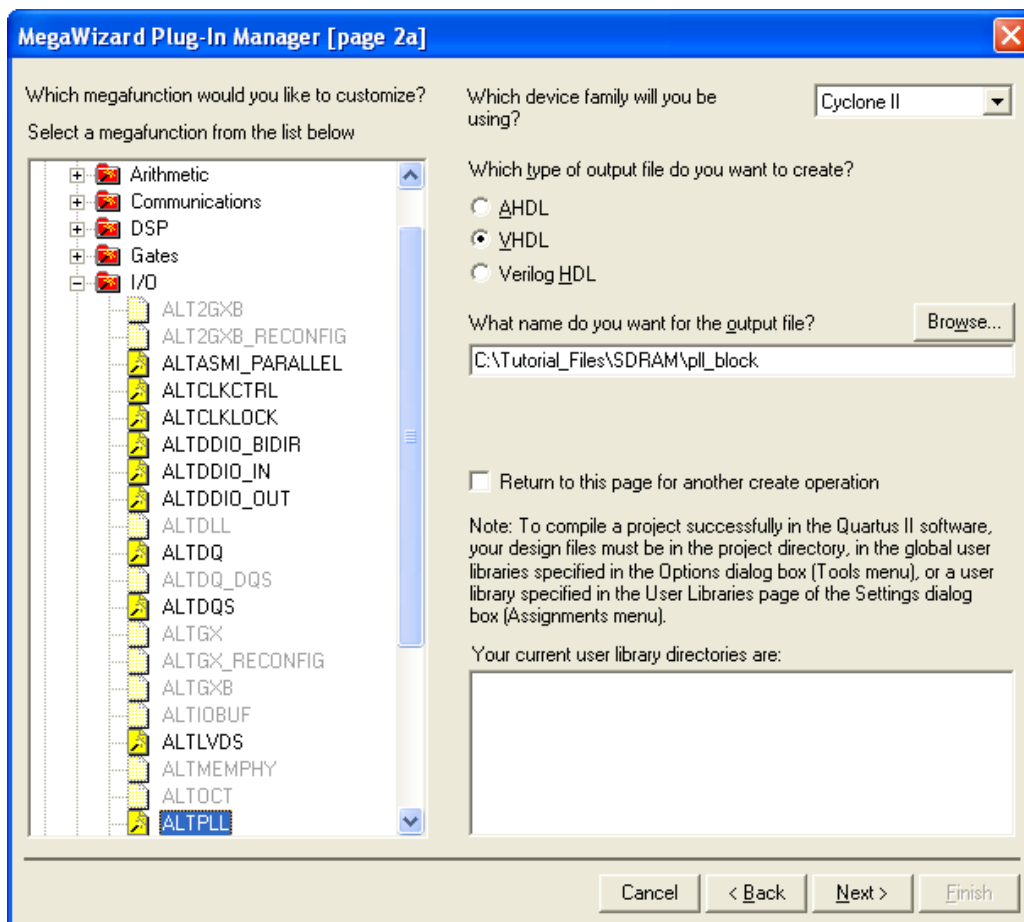 MegaWizard Plug-In Manager [page 2a]
Which megafunction would you like to customize?
Select a megafunction from the list below
Arithmetic
Communications
DSP
Gates
I/O
ALT2GXB
ALT2GXB_RECONFIG
ALTASMI_PARALLEL
ALTCLKCTRL
ALTCLKLOCK
ALTDDIO_BIDIR
ALTDDIO_IN
ALTDDIO_OUT
ALTDLL
ALTDQ
ALTDQ_DQS
ALTDQS
ALTGX
ALTGX_RECONFIG
ALTGXB
ALTIOBUF
ALTLVDS
ALTMEMPHY
ALTOCT
ALTPLL
Which device family will you be
using?
Cyclone II
Which type of output file do you want to create?
AHDL
VHDL
Verilog HDL
What name do you want for the output file?
Browse...
C:\Tutorial_Files\SDRAM\pll_block
Return to this page for another create operation
Note: To compile a project successfully in the Quartus II software,
your design files must be in the project directory, in the global user
libraries specified in the Options dialog box (Tools menu), or a user
library specified in the User Libraries page of the Settings dialog
box (Assignments menu).
Your current user library directories are:
Cancel
< Back
Next >
Finish